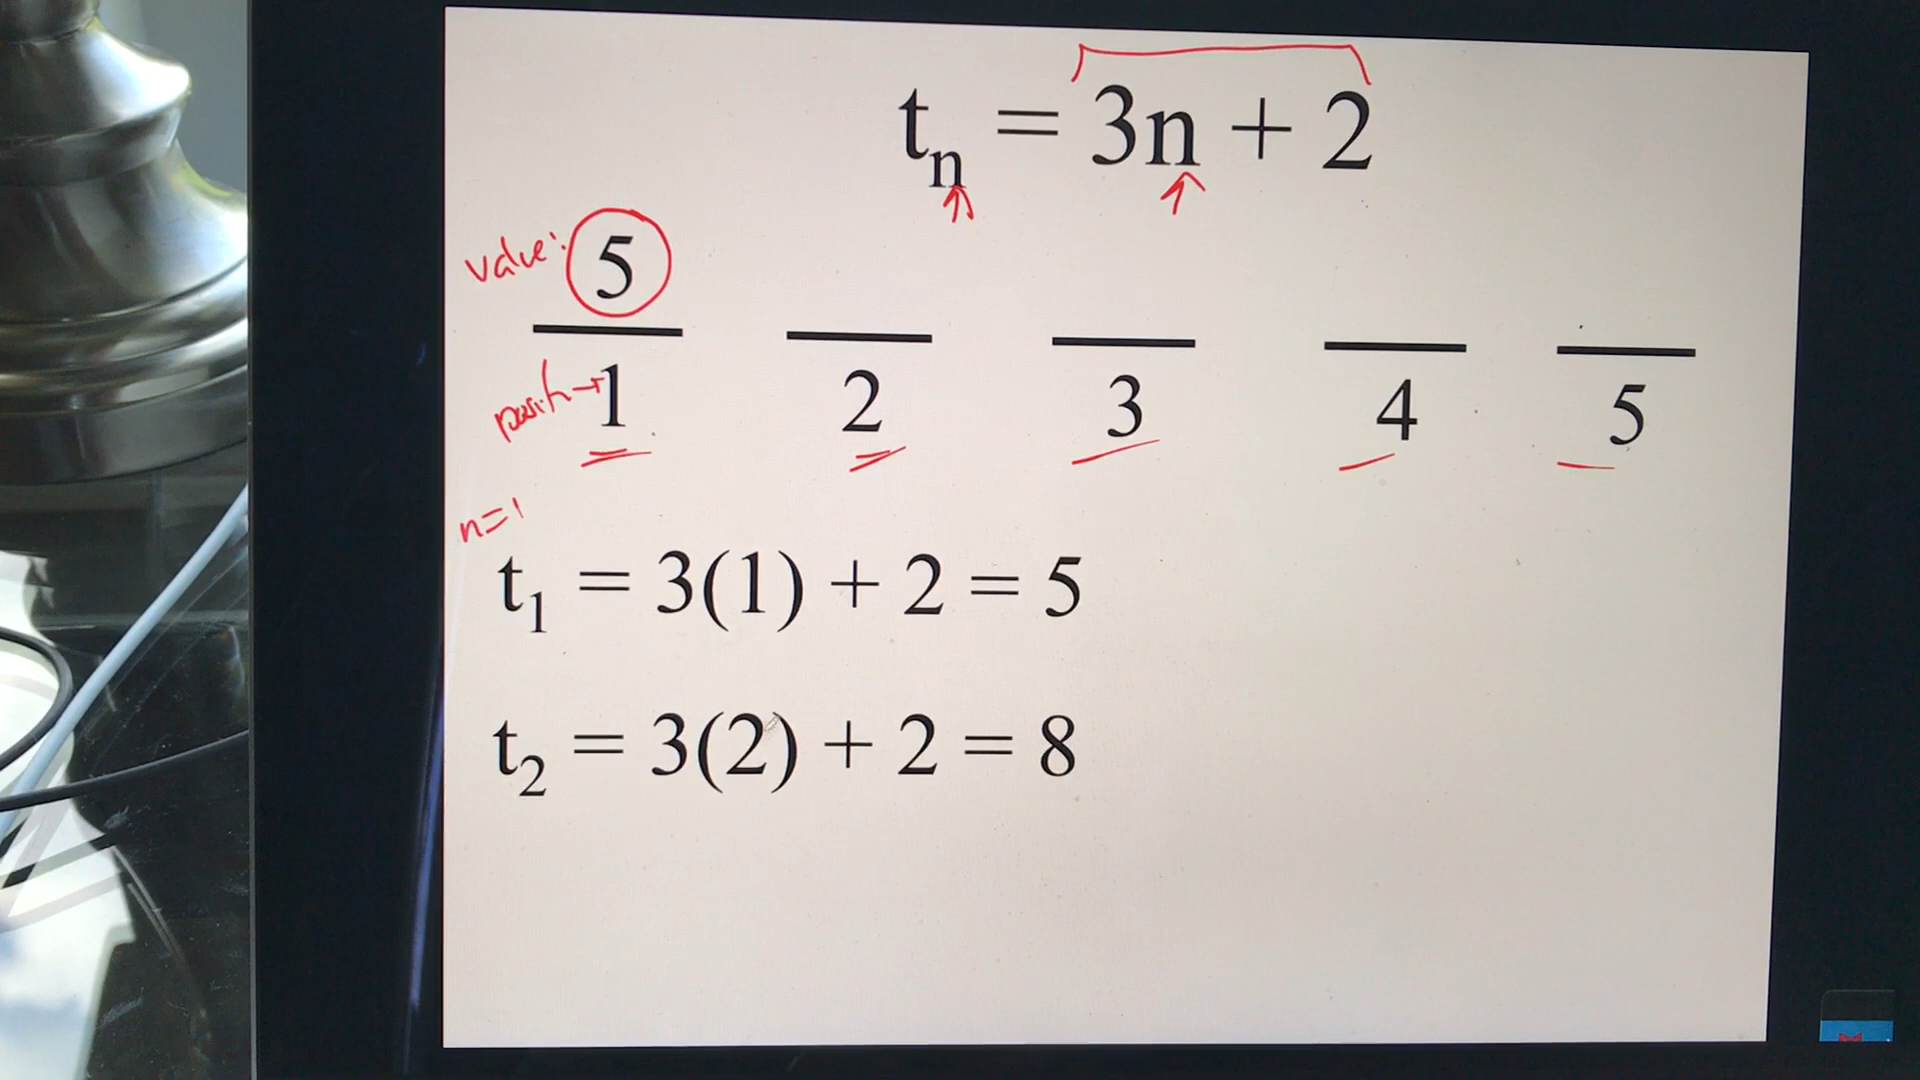 tₙ = 3n + 2
value: 5
1 2 3 4 5
n=1
t₁ = 3(1) + 2 = 5
t₂ = 3(2) + 2 = 8